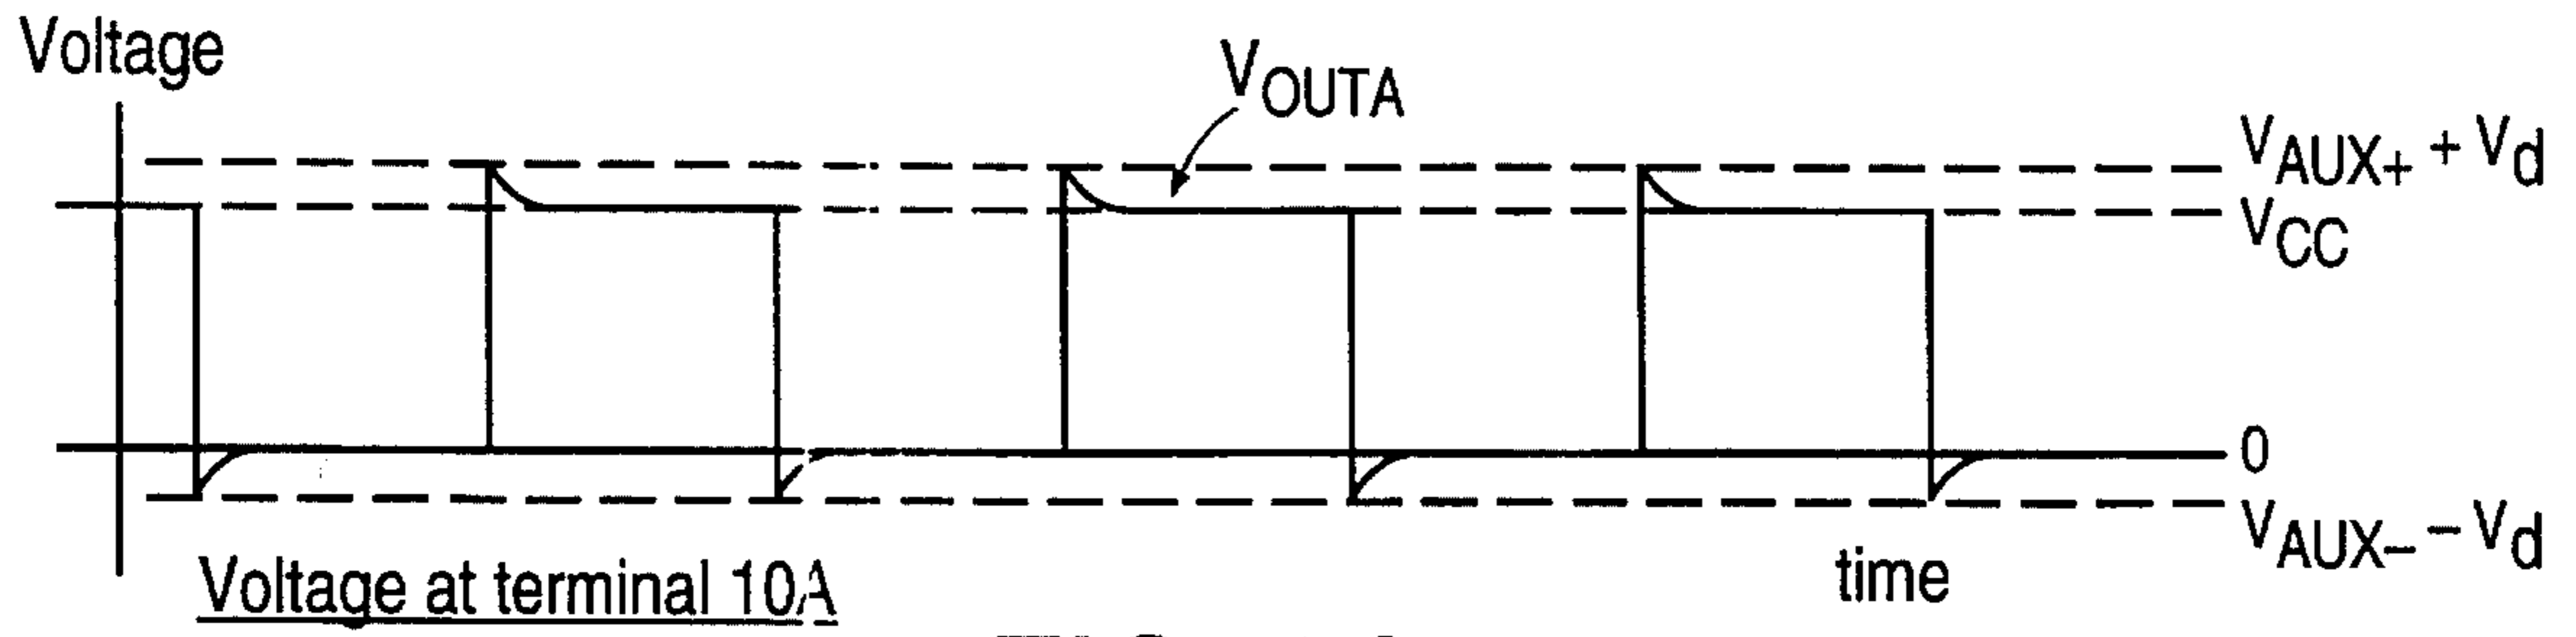 Voltage
VOUTA
VAUX+ + Vd
VCC
0
VAUX– – Vd
time
Voltage at terminal 10A